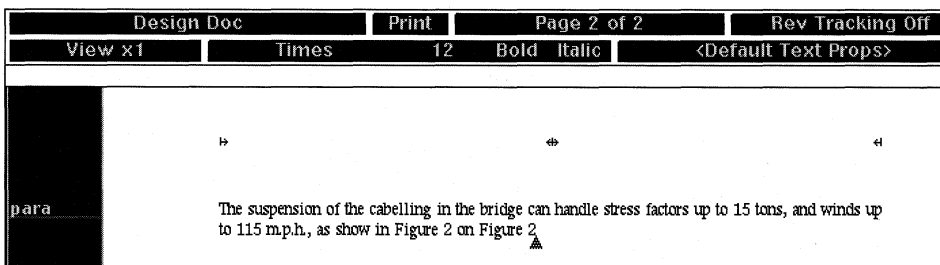 Design Doc Print Page 2 of 2 Rev Tracking Off
View x1 Times 12 Bold Italic <Default Text Props>
para The suspension of the cabelling in the bridge can handle stress factors up to 15 tons, and winds up
to 115 m.p.h., as show in Figure 2 on Figure 2